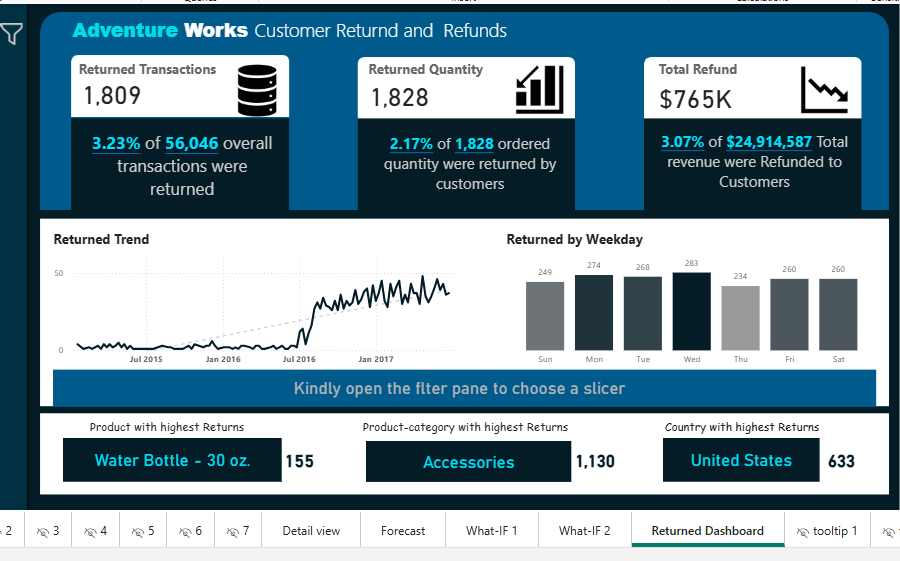 Adventure Works Customer Returnd and Refunds
Returned Transactions
1,809
3.23% of 56,046 overall
transactions were
returned
Returned Quantity
1,828
2.17% of 1,828 ordered
quantity were returned by
customers
Total Refund
$765K
3.07% of $24,914,587 Total
revenue were Refunded to
Customers
Returned Trend
50
0
Jul 2015 Jan 2016 Jul 2016 Jan 2017
Returned by Weekday
249 274 268 283 234 260 260
Sun Mon Tue Wed Thu Fri Sat
Kindly open the flter pane to choose a slicer
Product with highest Returns
Water Bottle - 30 oz. 155
Product-category with highest Returns
Accessories 1,130
Country with highest Returns
United States 633
2 3 4 5 6 7 Detail view Forecast What-IF 1 What-IF 2 Returned Dashboard tooltip 1